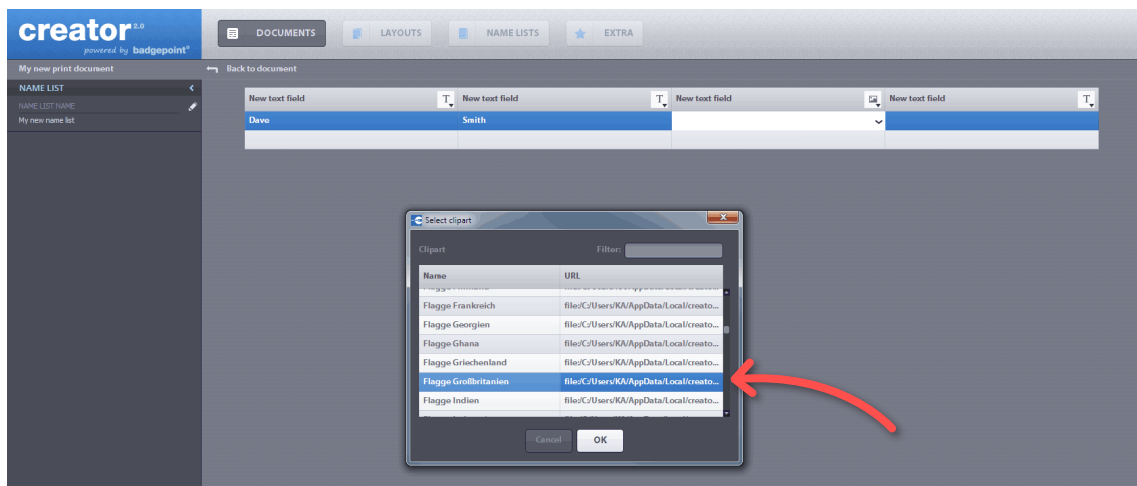 creator 2.0
powered by badgepoint®
DOCUMENTS LAYOUTS NAME LISTS EXTRA
My new print document Back to document
NAME LIST
NAME LIST NAME
My new name list
New text field T New text field T New text field New text field T
Dave Smith
Select clipart
Clipart Filter:
Name URL
Flagge Frankreich file:/C:/Users/KA/AppData/Local/creato...
Flagge Georgien file:/C:/Users/KA/AppData/Local/creato...
Flagge Ghana file:/C:/Users/KA/AppData/Local/creato...
Flagge Griechenland file:/C:/Users/KA/AppData/Local/creato...
Flagge Großbritanien file:/C:/Users/KA/AppData/Local/creato...
Flagge Indien file:/C:/Users/KA/AppData/Local/creato...
Cancel OK